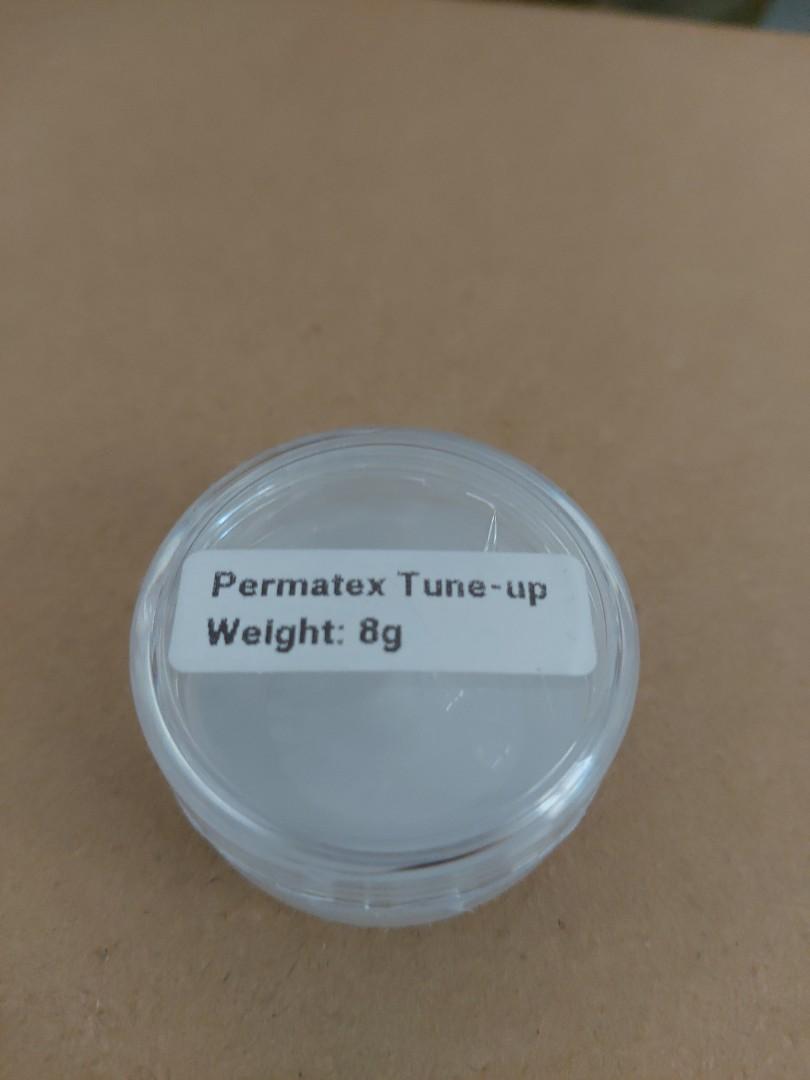 Permatex Tune-up
Weight: 8g